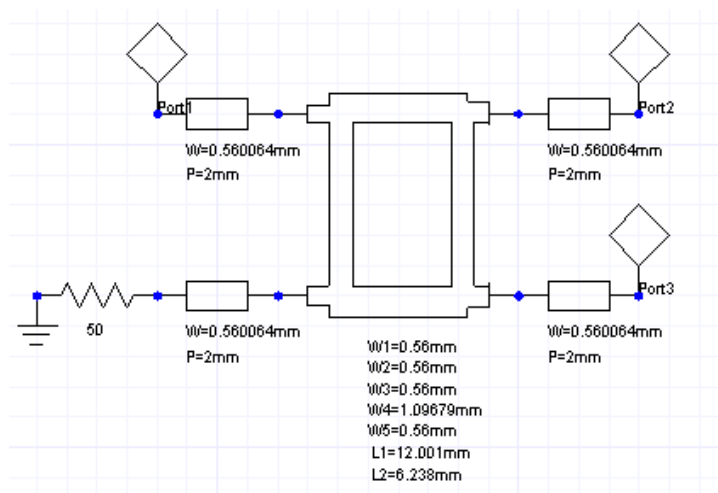 Port1
Port2
W=0.560064mm
P=2mm
W=0.560064mm
P=2mm
Port3
50
W=0.560064mm
P=2mm
W=0.560064mm
P=2mm
W1=0.56mm
W2=0.56mm
W3=0.56mm
W4=1.09679mm
W5=0.56mm
L1=12.001mm
L2=6.238mm